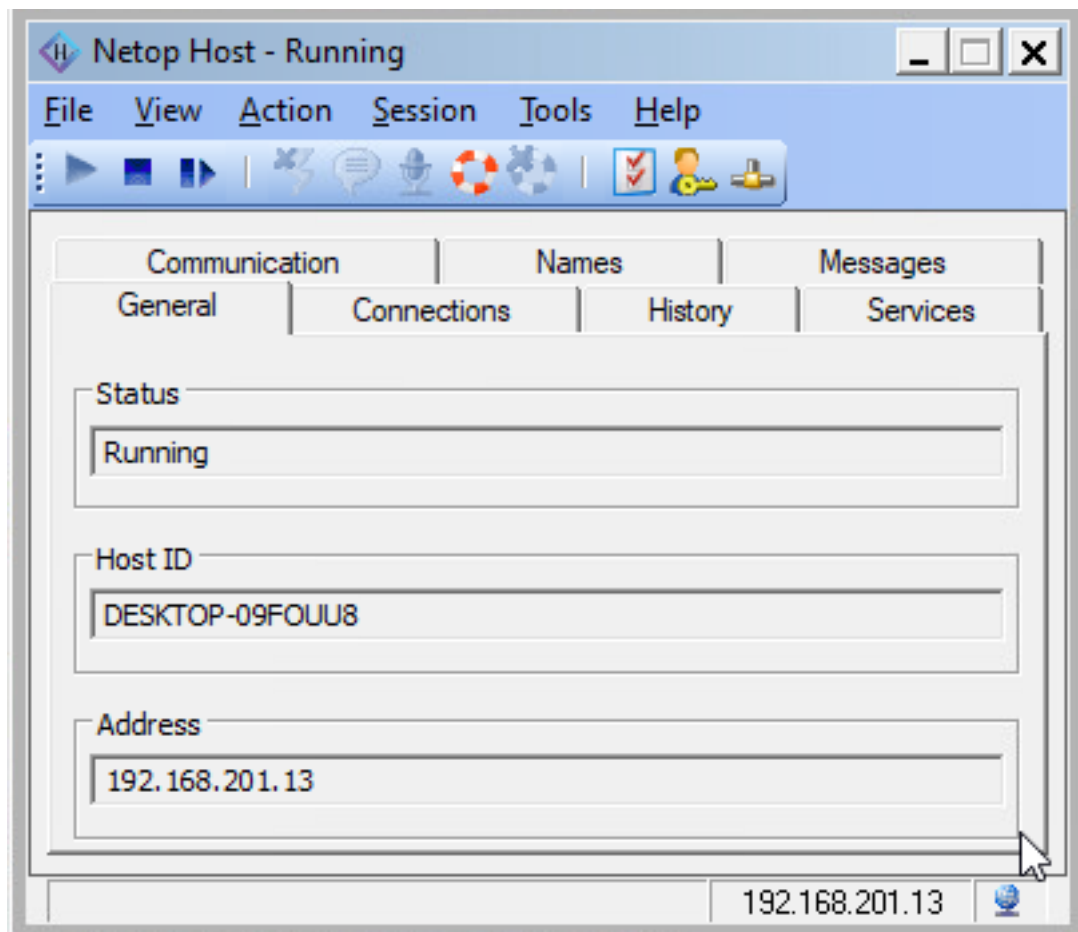 Netop Host - Running
File View Action Session Tools Help
Communication Names Messages
General Connections History Services
Status
Running
Host ID
DESKTOP-09FOUU8
Address
192.168.201.13
192.168.201.13